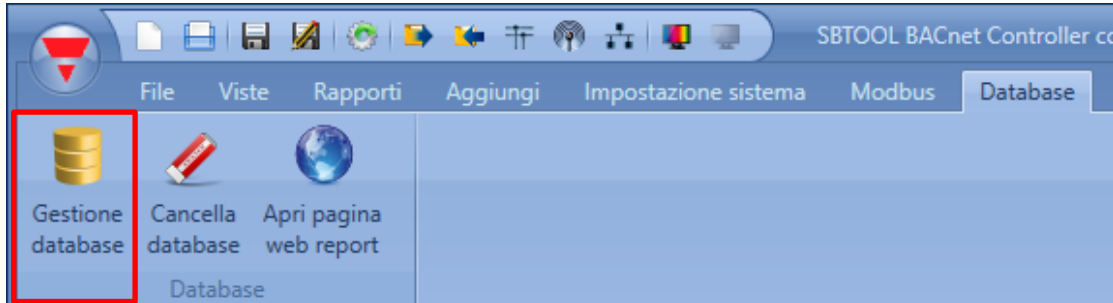 SBTOOL BACnet Controller co
File Viste Rapporti Aggiungi Impostazione sistema Modbus Database
Gestione database
Cancella database
Apri pagina web report
Database